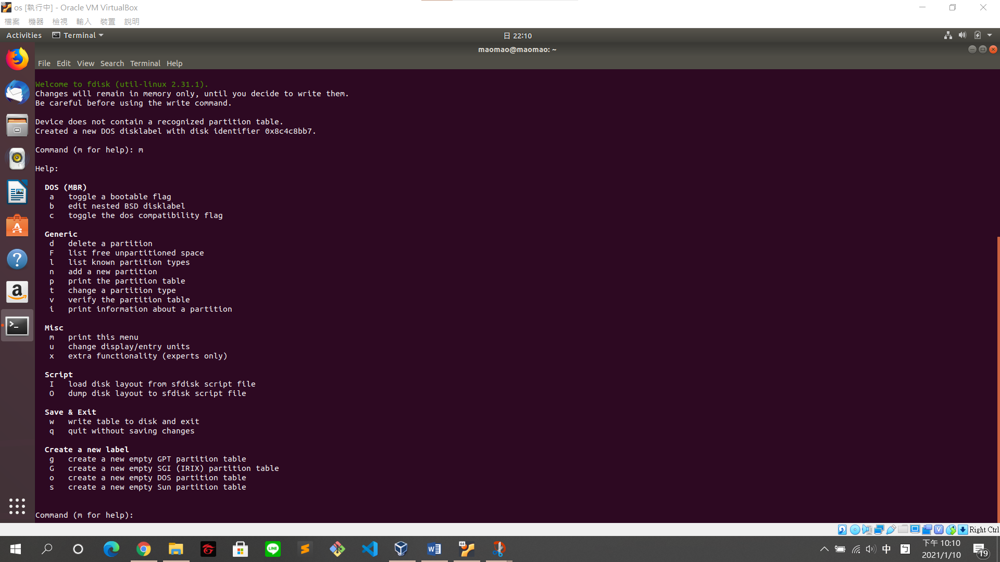 os [執行中] - Oracle VM VirtualBox
檔案 機器 檢視 輸入 裝置 說明
Activities Terminal 日 22:10
maomao@maomao: ~
File Edit View Search Terminal Help
Welcome to fdisk (util-linux 2.31.1).
Changes will remain in memory only, until you decide to write them.
Be careful before using the write command.
Device does not contain a recognized partition table.
Created a new DOS disklabel with disk identifier 0x8c4c8bb7.
Command (m for help): m
Help:
DOS (MBR)
a toggle a bootable flag
b edit nested BSD disklabel
c toggle the dos compatibility flag
Generic
d delete a partition
F list free unpartitioned space
l list known partition types
n add a new partition
p print the partition table
t change a partition type
v verify the partition table
i print information about a partition
Misc
m print this menu
u change display/entry units
x extra functionality (experts only)
Script
I load disk layout from sfdisk script file
O dump disk layout to sfdisk script file
Save & Exit
w write table to disk and exit
q quit without saving changes
Create a new label
g create a new empty GPT partition table
G create a new empty SGI (IRIX) partition table
o create a new empty DOS partition table
s create a new empty Sun partition table
Command (m for help):
Right Ctrl
中 ㄅ 下午 10:10
2021/1/10
19